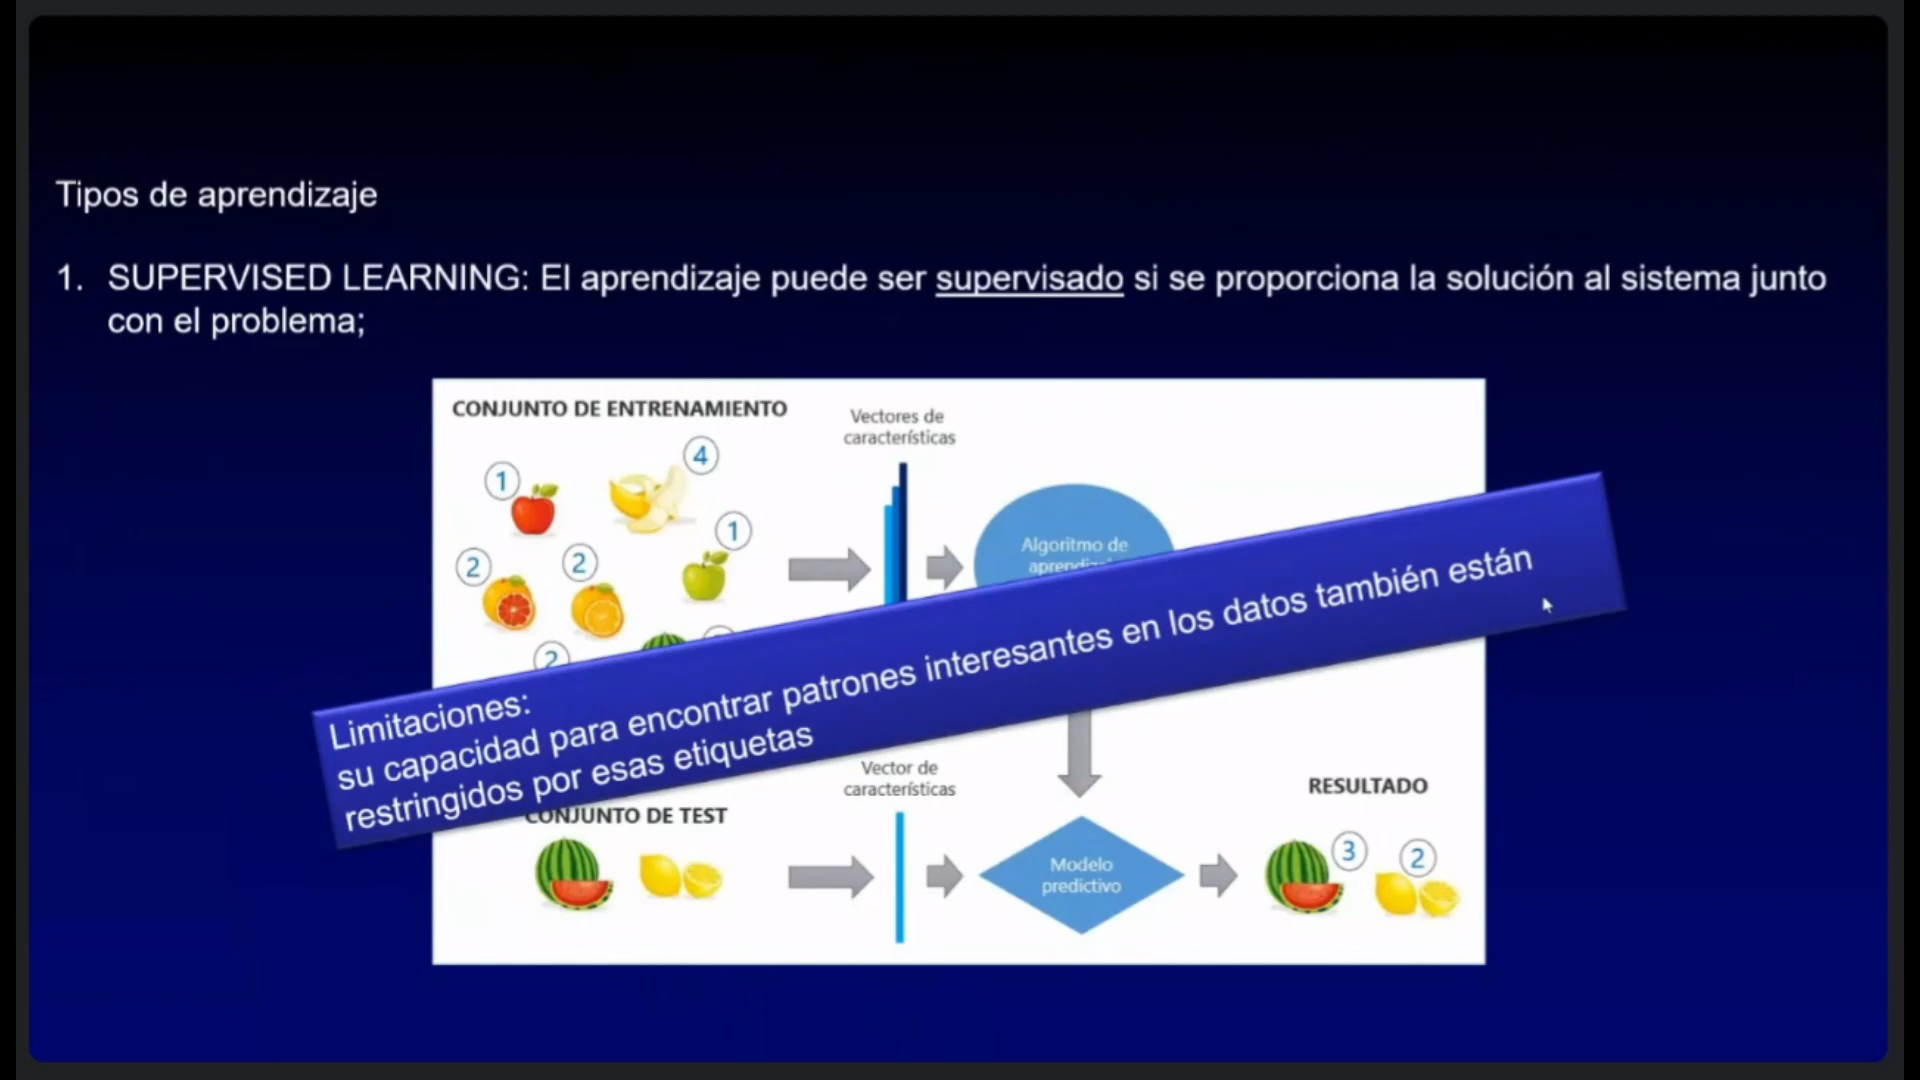 Tipos de aprendizaje
1. SUPERVISED LEARNING: El aprendizaje puede ser supervisado si se proporciona la solución al sistema junto
con el problema;
CONJUNTO DE ENTRENAMIENTO
Vectores de
características
1
4
1
2
2
2
Algoritmo de
Limitaciones:
su capacidad para encontrar patrones interesantes en los datos también están
restringidos por esas etiquetas
Vector de
características
CONJUNTO DE TEST
Modelo
predictivo
RESULTADO
3
2